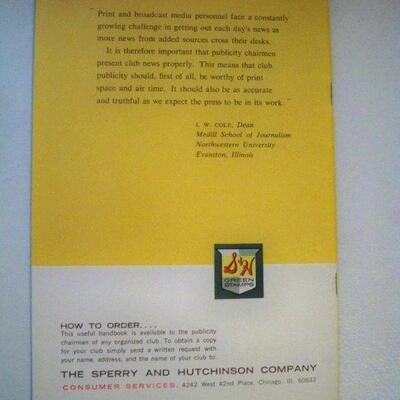 "Print and broadcast media personnel face a constantly
growing challenge in getting out each day's news as
more news from added sources cross their desks.
It is therefore important that publicity chairmen
present club news properly. This means that club
publicity should, first of all, be worthy of print
space and air time. It should also be as accurate
and truthful as we expect the press to be in its work."
I. W. COLE, Dean
Medill School of Journalism
Northwestern University
Evanston, Illinois
S&H
GREEN
STAMPS
HOW TO ORDER....
This useful handbook is available to the publicity
chairman of any organized club. To obtain a copy
for your club simply send a written request with
your name, address, and the name of your club to:
THE SPERRY AND HUTCHINSON COMPANY
CONSUMER SERVICES, 4242 West 42nd Place, Chicago, Ill. 60632